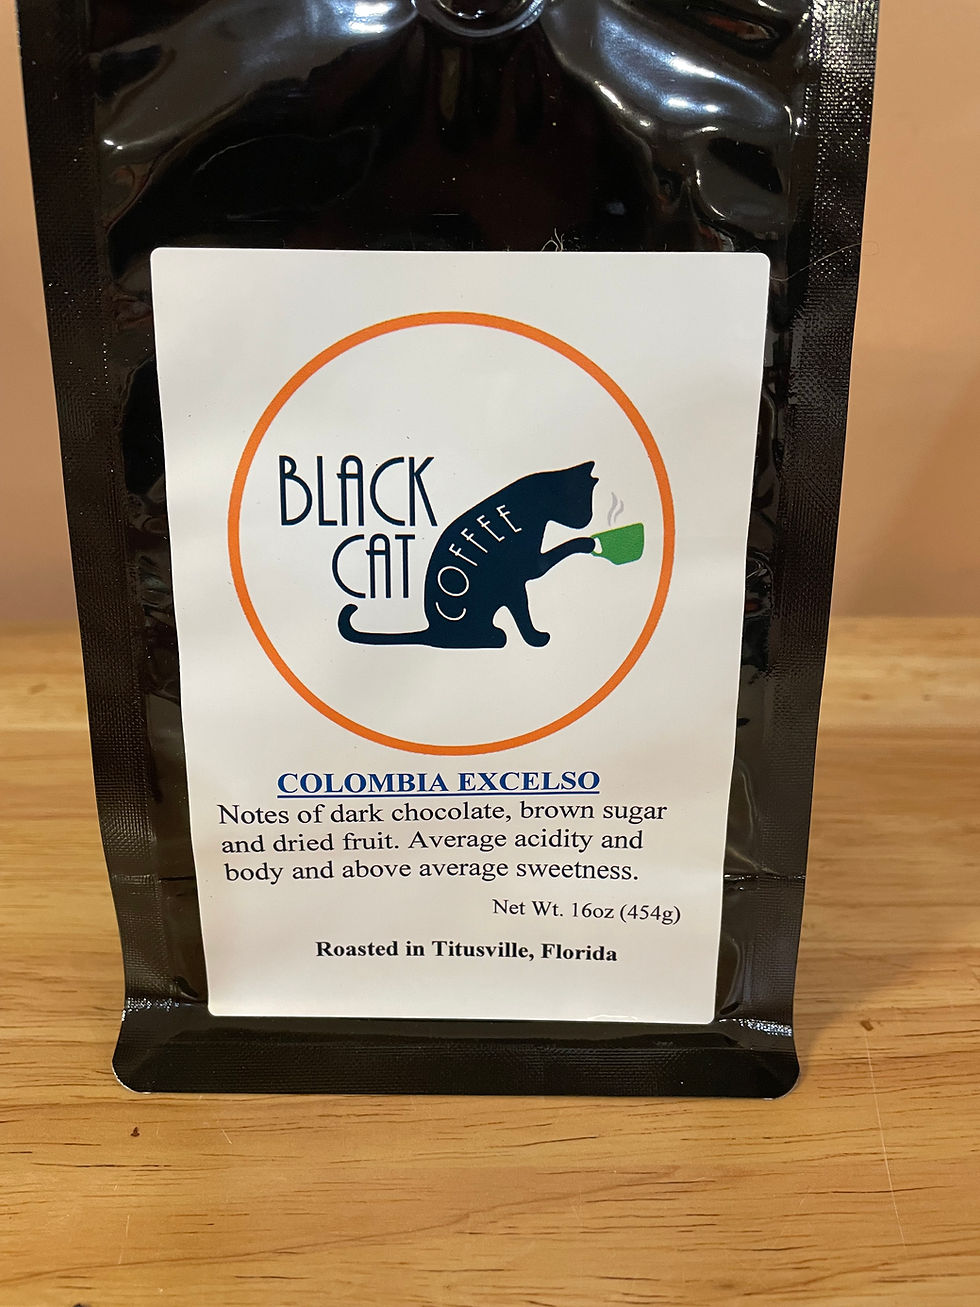 BLACK
CAT
COFFEE
COLOMBIA EXCELSO
Notes of dark chocolate, brown sugar
and dried fruit. Average acidity and
body and above average sweetness.
Net Wt. 16oz (454g)
Roasted in Titusville, Florida